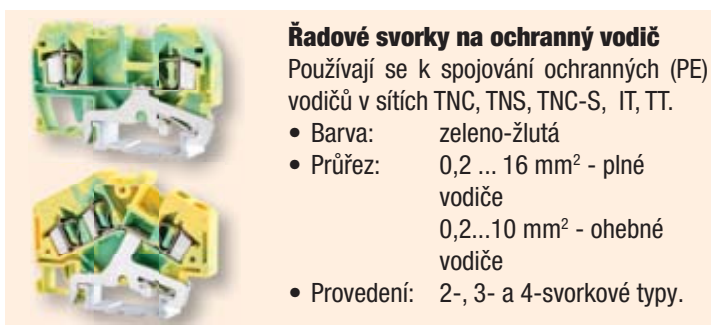 Řadové svorky na ochranný vodič
Používají se k spojování ochranných (PE)
vodičů v sítích TNC, TNS, TNC-S, IT, TT.
• Barva: zeleno-žlutá
• Průřez: 0,2 ... 16 mm² - plné
vodiče
0,2...10 mm² - ohebné
vodiče
• Provedení: 2-, 3- a 4-svorkové typy.